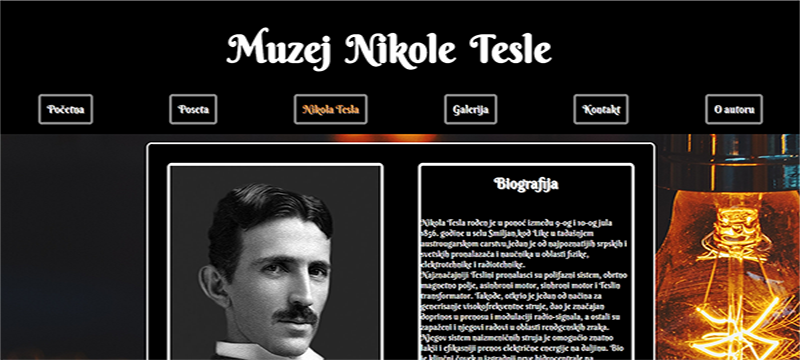 Muzej Nikole Tesle
Početna
Poseta
Nikola Tesla
Galerija
Kontakt
O autoru
Biografija
Nikola Tesla rođen je u ponoć između 9-og i 10-og jula
1856. godine u selu Smiljan,kod Like u tadašnjem
austrougarskom carstvu,jedan je od najpoznatijih srpskih i
svetskih pronalazača i naučnika u oblasti fizike,
elektrotehnike i radiotehnike.
Najznačajniji Teslini pronalasci su polifazni sistem, obrtno
magnetno polje, asinhroni motor, sinhroni motor i Teslin
transformator. Takođe, otkrio je jedan od načina za
generisanje visokofrekventne struje, dao je značajan
doprinos u prenosu i modulaciji radio-signala, a ostali su
zapaženi i njegovi radovi u oblasti rendgenskih zraka.
Njegov sistem naizmeničnih struja je omogućio znatno
lakši i efikasniji prenos električne energije na daljinu. Bio
je ključni čovek u izgradnji prve hidrocentrale na